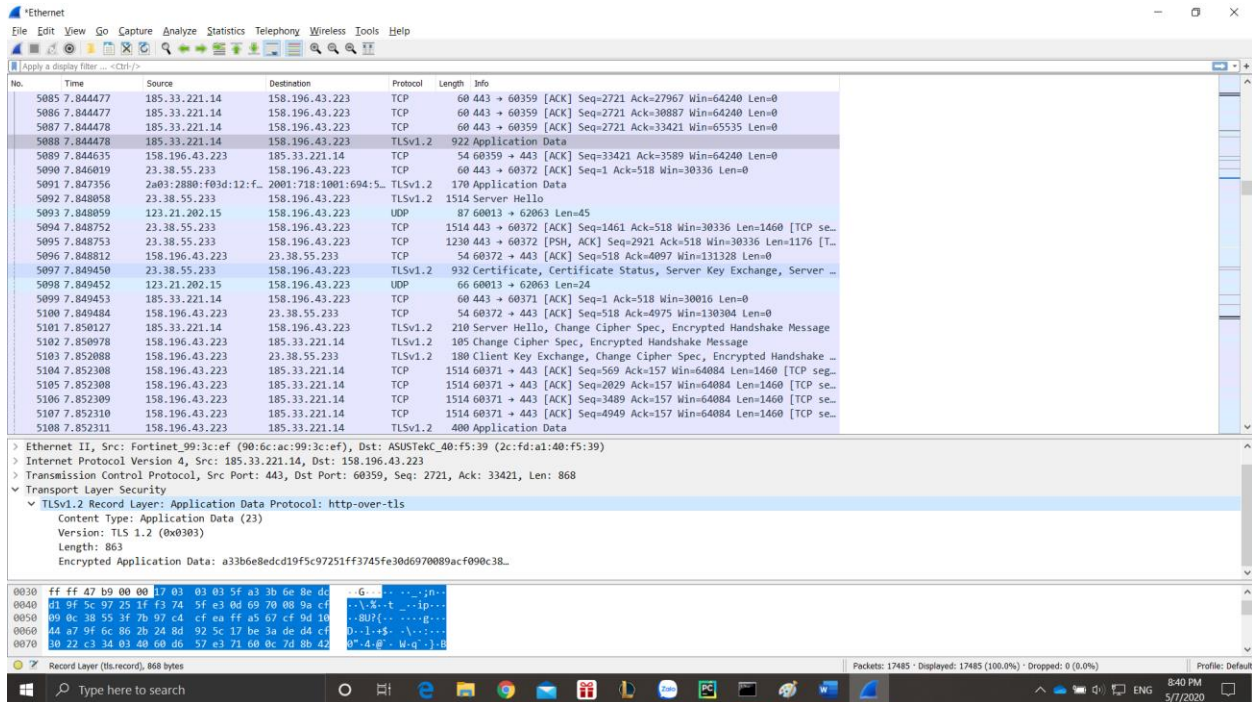 *Ethernet
File Edit View Go Capture Analyze Statistics Telephony Wireless Tools Help
Apply a display filter ... <Ctrl-/>
No. Time Source Destination Protocol Length Info
5085 7.844477 185.33.221.14 158.196.43.223 TCP 60 443 → 60359 [ACK] Seq=2721 Ack=27967 Win=64240 Len=0
5086 7.844477 185.33.221.14 158.196.43.223 TCP 60 443 → 60359 [ACK] Seq=2721 Ack=30887 Win=64240 Len=0
5087 7.844478 185.33.221.14 158.196.43.223 TCP 60 443 → 60359 [ACK] Seq=2721 Ack=33421 Win=65535 Len=0
5088 7.844478 185.33.221.14 158.196.43.223 TLSv1.2 922 Application Data
5089 7.844635 158.196.43.223 185.33.221.14 TCP 54 60359 → 443 [ACK] Seq=33421 Ack=3589 Win=64240 Len=0
5090 7.846019 23.38.55.233 158.196.43.223 TCP 60 443 → 60372 [ACK] Seq=1 Ack=518 Win=30336 Len=0
5091 7.847356 2a03:2880:f03d:12:f… 2001:718:1001:694:5… TLSv1.2 170 Application Data
5092 7.848058 23.38.55.233 158.196.43.223 TLSv1.2 1514 Server Hello
5093 7.848059 123.21.202.15 158.196.43.223 UDP 87 60013 → 62063 Len=45
5094 7.848752 23.38.55.233 158.196.43.223 TCP 1514 443 → 60372 [ACK] Seq=1461 Ack=518 Win=30336 Len=1460 [TCP se…
5095 7.848753 23.38.55.233 158.196.43.223 TCP 1230 443 → 60372 [PSH, ACK] Seq=2921 Ack=518 Win=30336 Len=1176 [T…
5096 7.848812 158.196.43.223 23.38.55.233 TCP 54 60372 → 443 [ACK] Seq=518 Ack=4097 Win=131328 Len=0
5097 7.849450 23.38.55.233 158.196.43.223 TLSv1.2 932 Certificate, Certificate Status, Server Key Exchange, Server …
5098 7.849452 123.21.202.15 158.196.43.223 UDP 66 60013 → 62063 Len=24
5099 7.849453 185.33.221.14 158.196.43.223 TCP 60 443 → 60371 [ACK] Seq=1 Ack=518 Win=30016 Len=0
5100 7.849484 158.196.43.223 23.38.55.233 TCP 54 60372 → 443 [ACK] Seq=518 Ack=4975 Win=130304 Len=0
5101 7.850127 185.33.221.14 158.196.43.223 TLSv1.2 210 Server Hello, Change Cipher Spec, Encrypted Handshake Message
5102 7.850978 158.196.43.223 185.33.221.14 TLSv1.2 105 Change Cipher Spec, Encrypted Handshake Message
5103 7.852088 158.196.43.223 23.38.55.233 TLSv1.2 180 Client Key Exchange, Change Cipher Spec, Encrypted Handshake …
5104 7.852308 158.196.43.223 185.33.221.14 TCP 1514 60371 → 443 [ACK] Seq=569 Ack=157 Win=64084 Len=1460 [TCP seg…
5105 7.852308 158.196.43.223 185.33.221.14 TCP 1514 60371 → 443 [ACK] Seq=2029 Ack=157 Win=64084 Len=1460 [TCP se…
5106 7.852309 158.196.43.223 185.33.221.14 TCP 1514 60371 → 443 [ACK] Seq=3489 Ack=157 Win=64084 Len=1460 [TCP se…
5107 7.852310 158.196.43.223 185.33.221.14 TCP 1514 60371 → 443 [ACK] Seq=4949 Ack=157 Win=64084 Len=1460 [TCP se…
5108 7.852311 158.196.43.223 185.33.221.14 TLSv1.2 400 Application Data
> Ethernet II, Src: Fortinet_99:3c:ef (90:6c:ac:99:3c:ef), Dst: ASUSTekC_40:f5:39 (2c:fd:a1:40:f5:39)
> Internet Protocol Version 4, Src: 185.33.221.14, Dst: 158.196.43.223
> Transmission Control Protocol, Src Port: 443, Dst Port: 60359, Seq: 2721, Ack: 33421, Len: 868
Transport Layer Security
TLSv1.2 Record Layer: Application Data Protocol: http-over-tls
Content Type: Application Data (23)
Version: TLS 1.2 (0x0303)
Length: 863
Encrypted Application Data: a33b6e8edcd19f5c97251ff3745fe30d6970089acf090c38…
0030 ff ff 47 b9 00 00 17 03 03 03 5f a3 3b 6e 8e dc ··G····· ··_·;n··
0040 d1 9f 5c 97 25 1f f3 74 5f e3 0d 69 70 08 9a cf ··\·%··t _··ip···
0050 09 0c 38 55 3f 7b 97 c4 cf ea ff a5 67 cf 9d 10 ··8U?{·· ····g···
0060 44 a7 9f 6c 86 2b 24 8d 92 5c 17 be 3a de d4 cf D··l·+$· ·\··:···
0070 30 22 c3 34 03 40 60 d6 57 e3 71 60 0c 7d 8b 42 0"·4·@`· W·q`·}·B
Record Layer (tls.record), 868 bytes Packets: 17485 · Displayed: 17485 (100.0%) · Dropped: 0 (0.0%) Profile: Default
Type here to search Zalo PC ENG 8:40 PM
5/7/2020